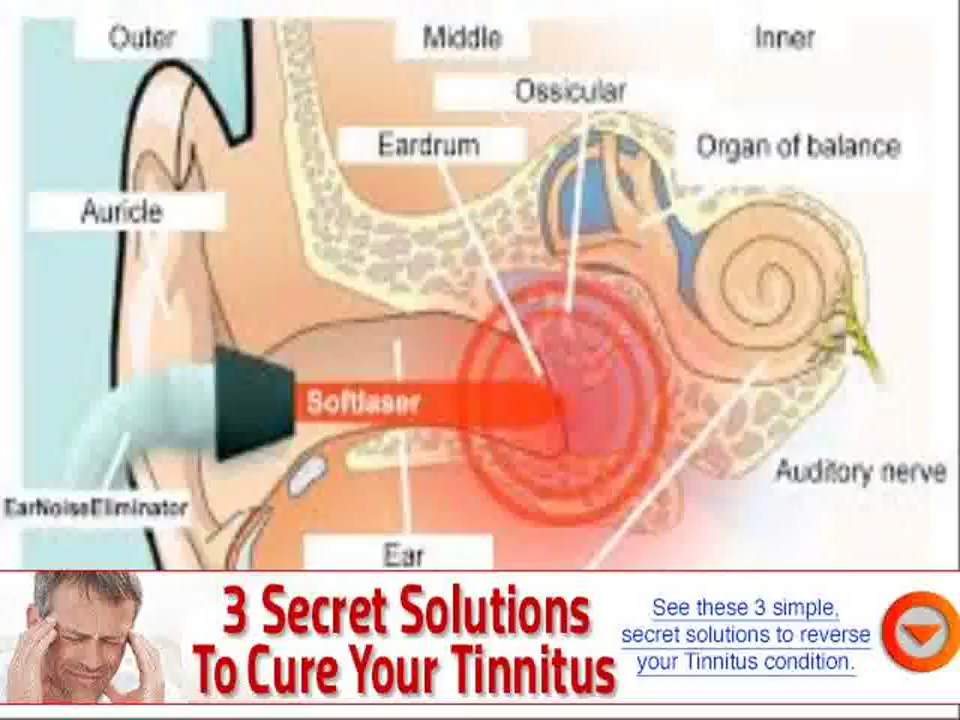 Outer
Middle
Inner
Ossicular
Eardrum
Organ of balance
Auricle
Softlaser
Auditory nerve
EarNoiseEliminator
Ear
3 Secret Solutions
To Cure Your Tinnitus
See these 3 simple,
secret solutions to reverse
your Tinnitus condition.